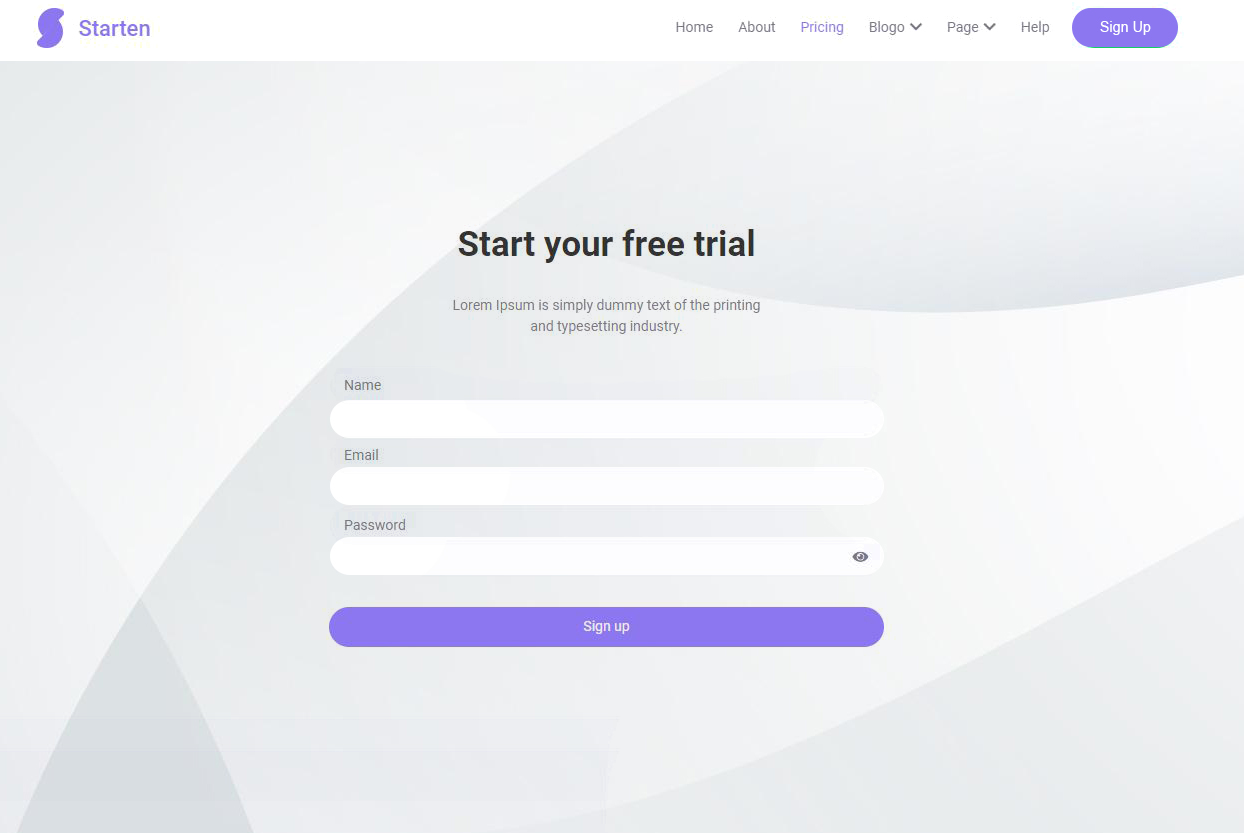 Starten
Home About Pricing Blogo Page Help Sign Up
Start your free trial
Lorem Ipsum is simply dummy text of the printing
and typesetting industry.
Name
Email
Password
Sign up